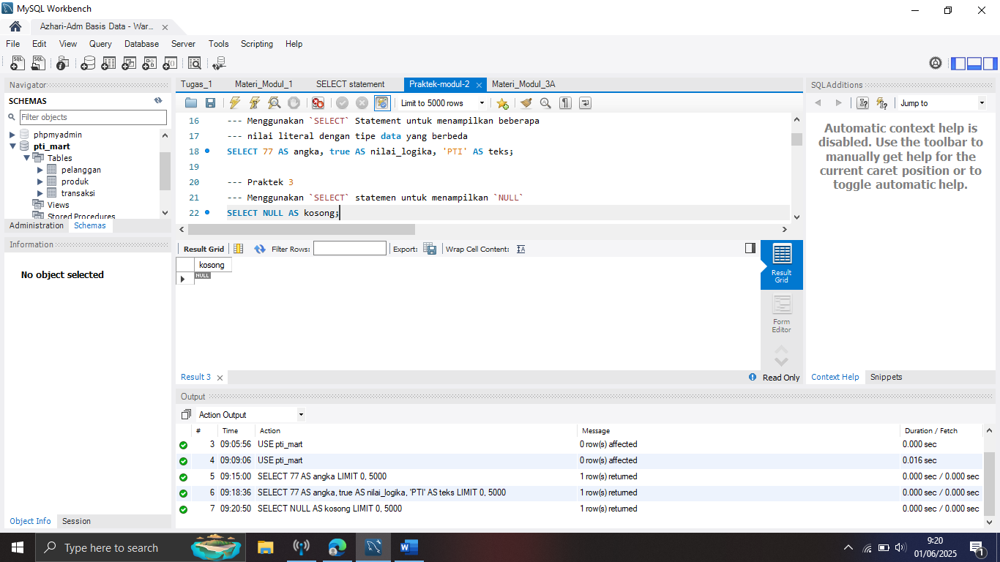 MySQL Workbench
Azhari-Adm Basis Data - War...
File Edit View Query Database Server Tools Scripting Help
Navigator
SCHEMAS
Filter objects
phpmyadmin
pti_mart
Tables
pelanggan
produk
transaksi
Views
Stored Procedures
Administration Schemas
Information
No object selected
Object Info Session
Tugas_1 Materi_Modul_1 SELECT statement Praktek-modul-2 Materi_Modul_3A
Limit to 5000 rows
16 --- Menggunakan `SELECT` Statement untuk menampilkan beberapa
17 --- nilai literal dengan tipe data yang berbeda
18 SELECT 77 AS angka, true AS nilai_logika, 'PTI' AS teks;
19
20 --- Praktek 3
21 --- Menggunakan `SELECT` statemen untuk menampilkan `NULL`
22 SELECT NULL AS kosong;
Result Grid Filter Rows: Export: Wrap Cell Content:
kosong
NULL
Result Grid
Form Editor
Result 3
Read Only
SQLAdditions
Jump to
Automatic context help is
disabled. Use the toolbar to
manually get help for the
current caret position or to
toggle automatic help.
Context Help Snippets
Output
Action Output
# Time Action Message Duration / Fetch
3 09:05:56 USE pti_mart 0 row(s) affected 0.000 sec
4 09:09:06 USE pti_mart 0 row(s) affected 0.016 sec
5 09:15:00 SELECT 77 AS angka LIMIT 0, 5000 1 row(s) returned 0.000 sec / 0.000 sec
6 09:18:36 SELECT 77 AS angka, true AS nilai_logika, 'PTI' AS teks LIMIT 0, 5000 1 row(s) returned 0.000 sec / 0.000 sec
7 09:20:50 SELECT NULL AS kosong LIMIT 0, 5000 1 row(s) returned 0.000 sec / 0.000 sec
Type here to search
9:20
01/06/2025
1